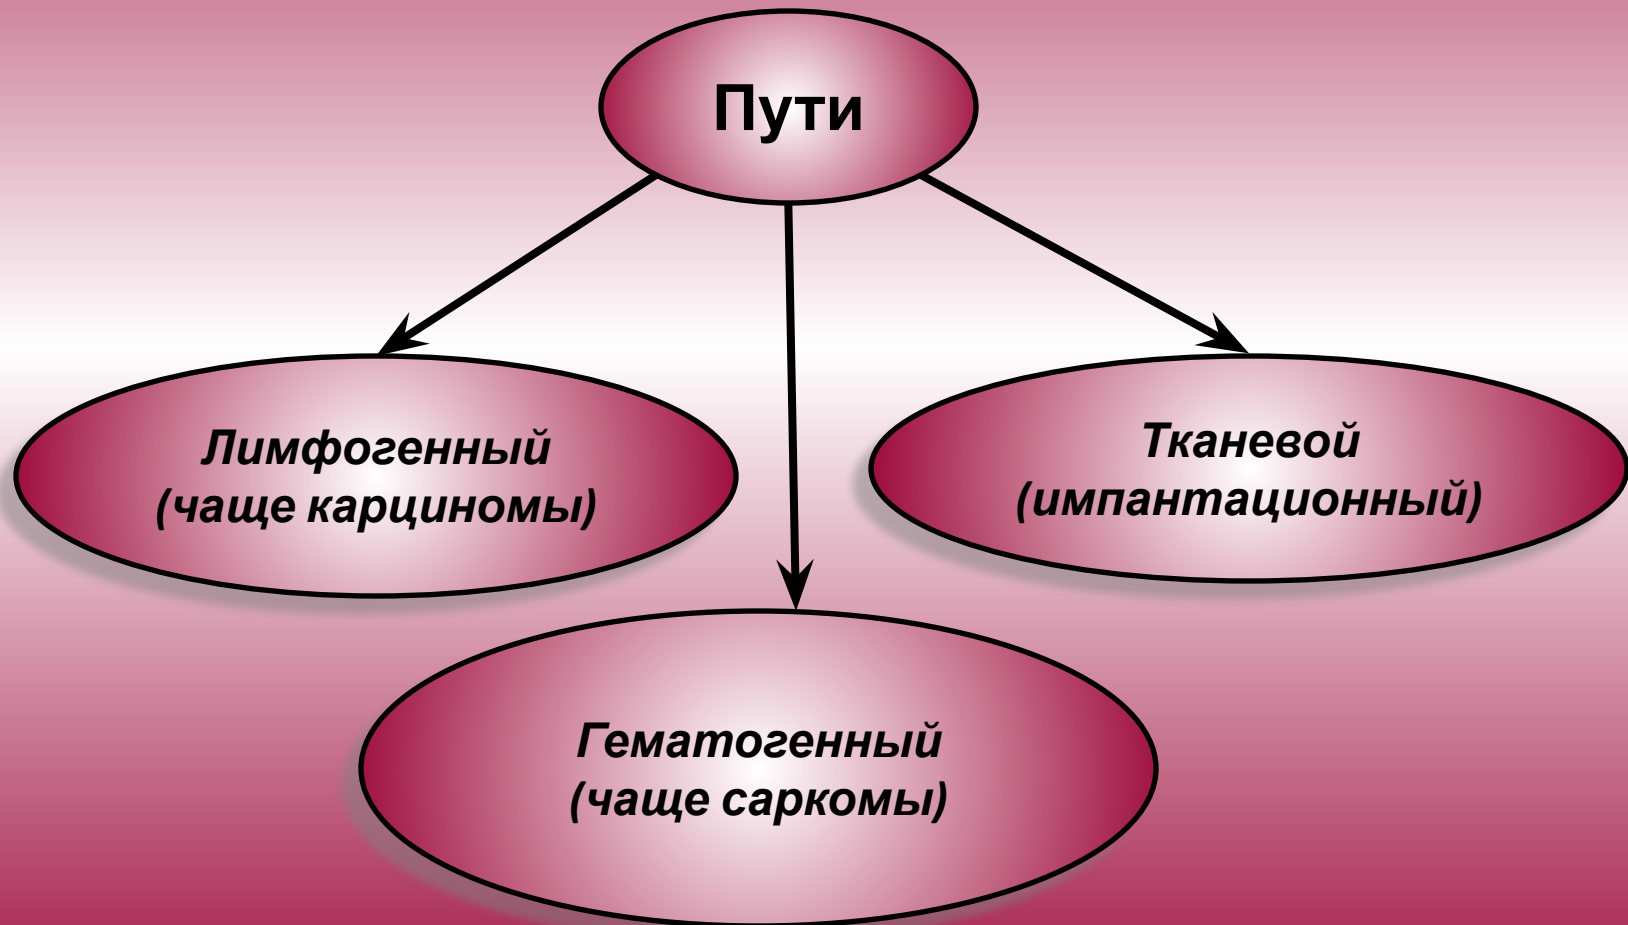 Пути
Лимфогенный
(чаще карциномы)
Тканевой
(импантационный)
Гематогенный
(чаще саркомы)